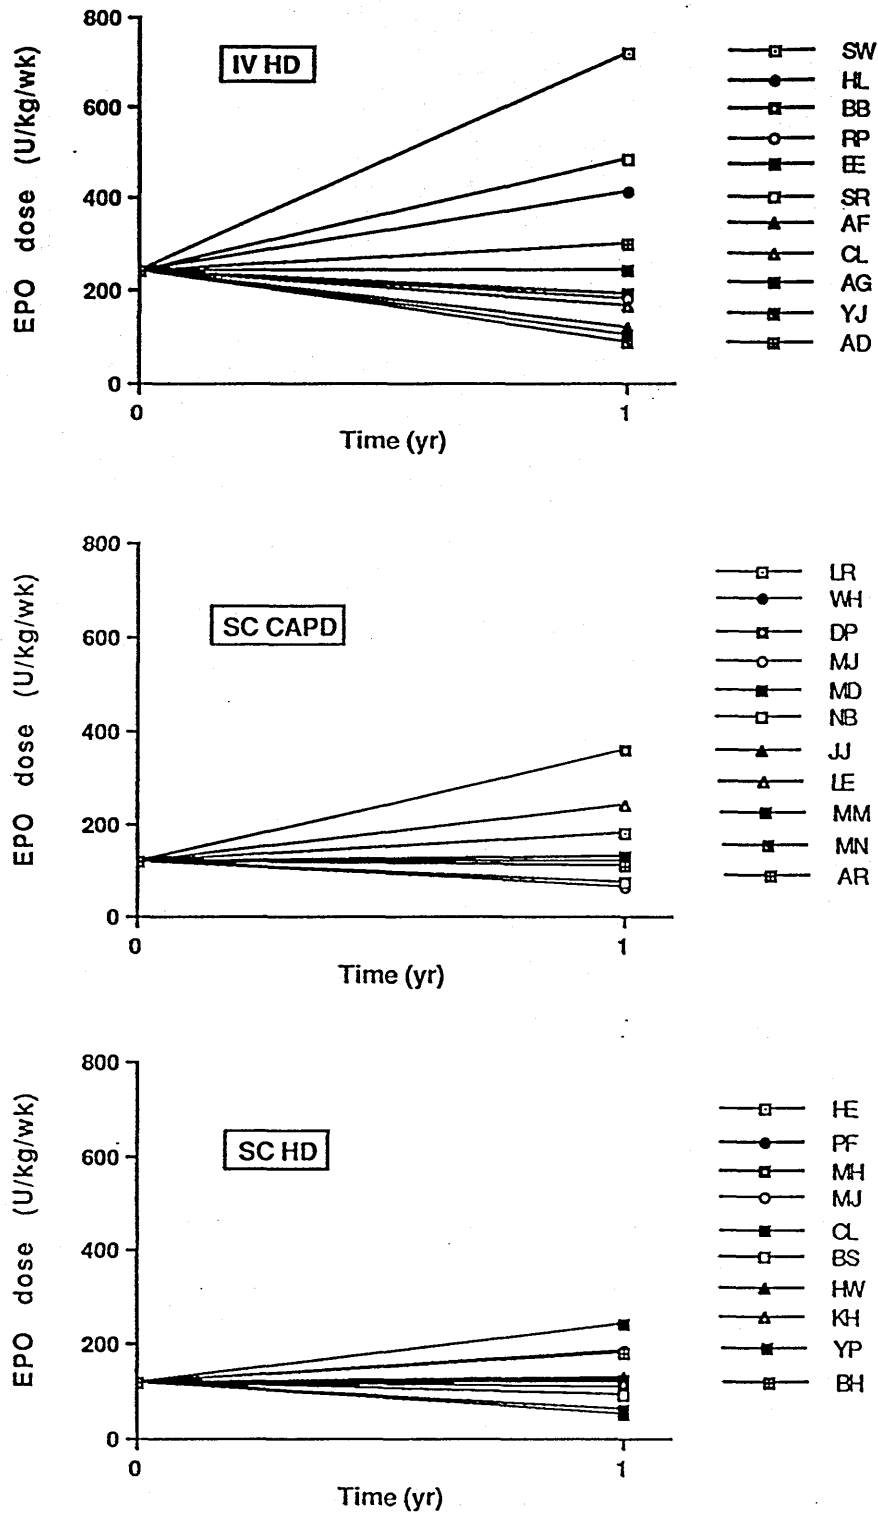 800
600
400
200
0
EPO dose (U/kg/wk)
IV HD
0
1
Time (yr)
SW
HL
BB
RP
EE
SR
AF
CL
AG
YJ
AD
800
600
400
200
0
EPO dose (U/kg/wk)
SC CAPD
0
1
Time (yr)
LR
WH
DP
MJ
MD
NB
JJ
LE
MM
MN
AR
800
600
400
200
0
EPO dose (U/kg/wk)
SC HD
0
1
Time (yr)
HE
PF
MH
MJ
CL
BS
HW
KH
YP
BH